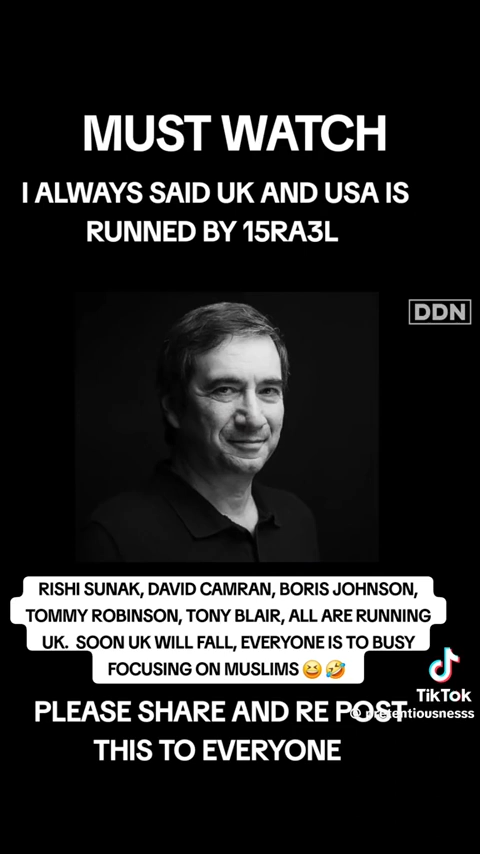 MUST WATCH
I ALWAYS SAID UK AND USA IS
RUNNED BY 15RA3L
DDN
RISHI SUNAK, DAVID CAMRAN, BORIS JOHNSON,
TOMMY ROBINSON, TONY BLAIR, ALL ARE RUNNING
UK. SOON UK WILL FALL, EVERYONE IS TO BUSY
FOCUSING ON MUSLIMS 😆 🤣
TikTok
PLEASE SHARE AND RE POST
@pretentiousnesss
THIS TO EVERYONE